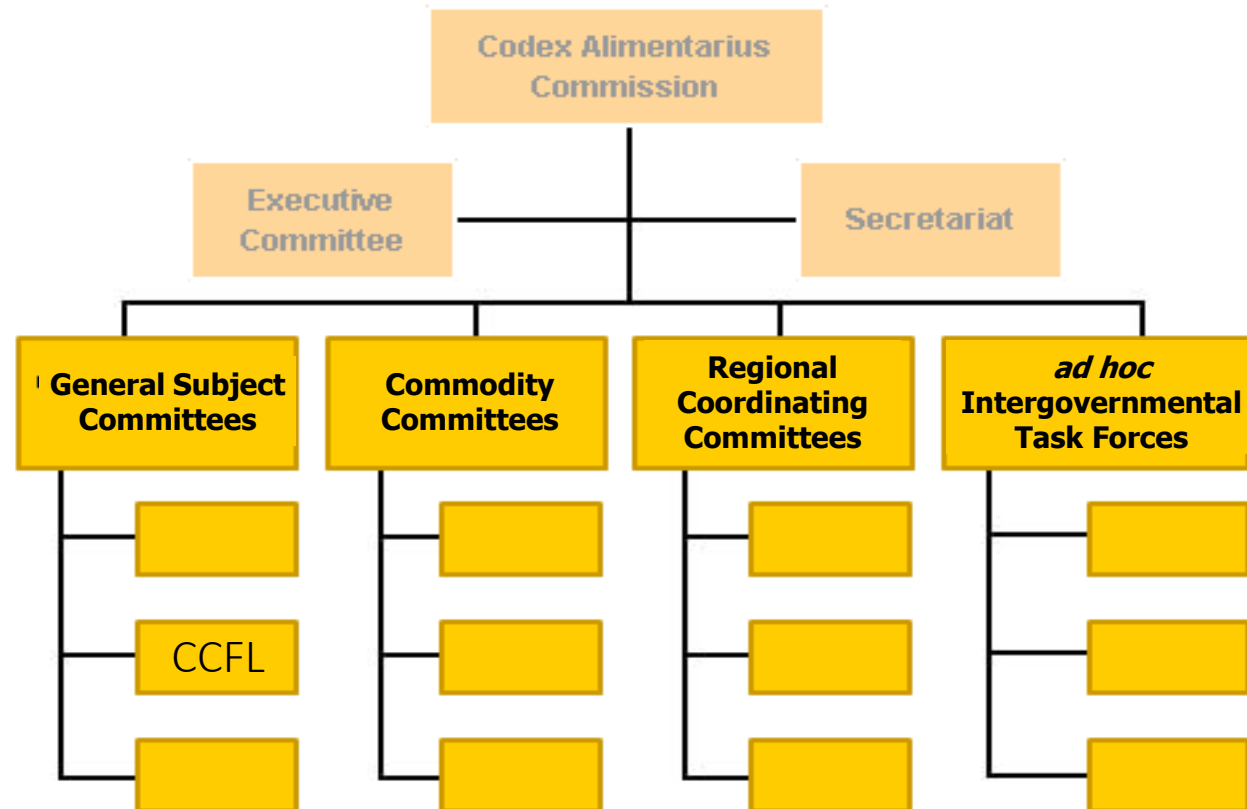 Codex Alimentarius
Commission
Executive
Committee
Secretariat
General Subject
Committees
Commodity
Committees
Regional
Coordinating
Committees
ad hoc
Intergovernmental
Task Forces
CCFL